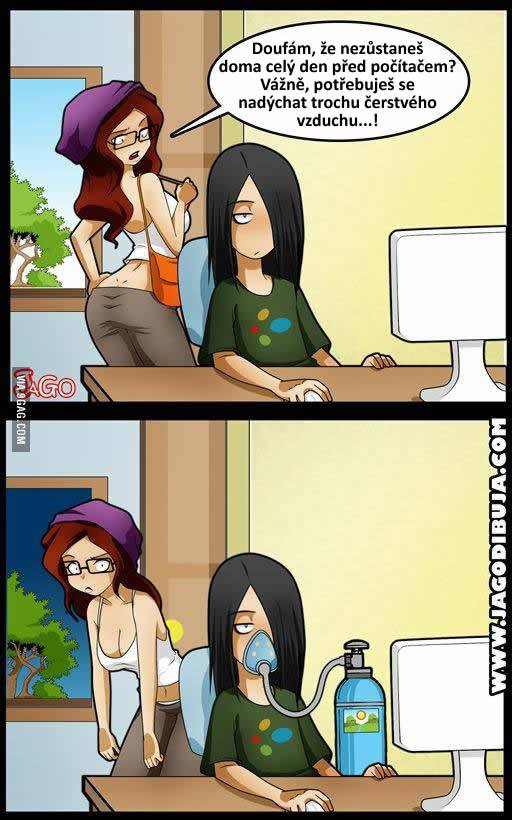 Doufám, že nezůstaneš
doma celý den před počítačem?
Vážně, potřebuješ se
nadýchat trochu čerstvého
vzduchu...!
JAGO
VIA 9GAG.COM
WWW.JAGODIBUJA.COM